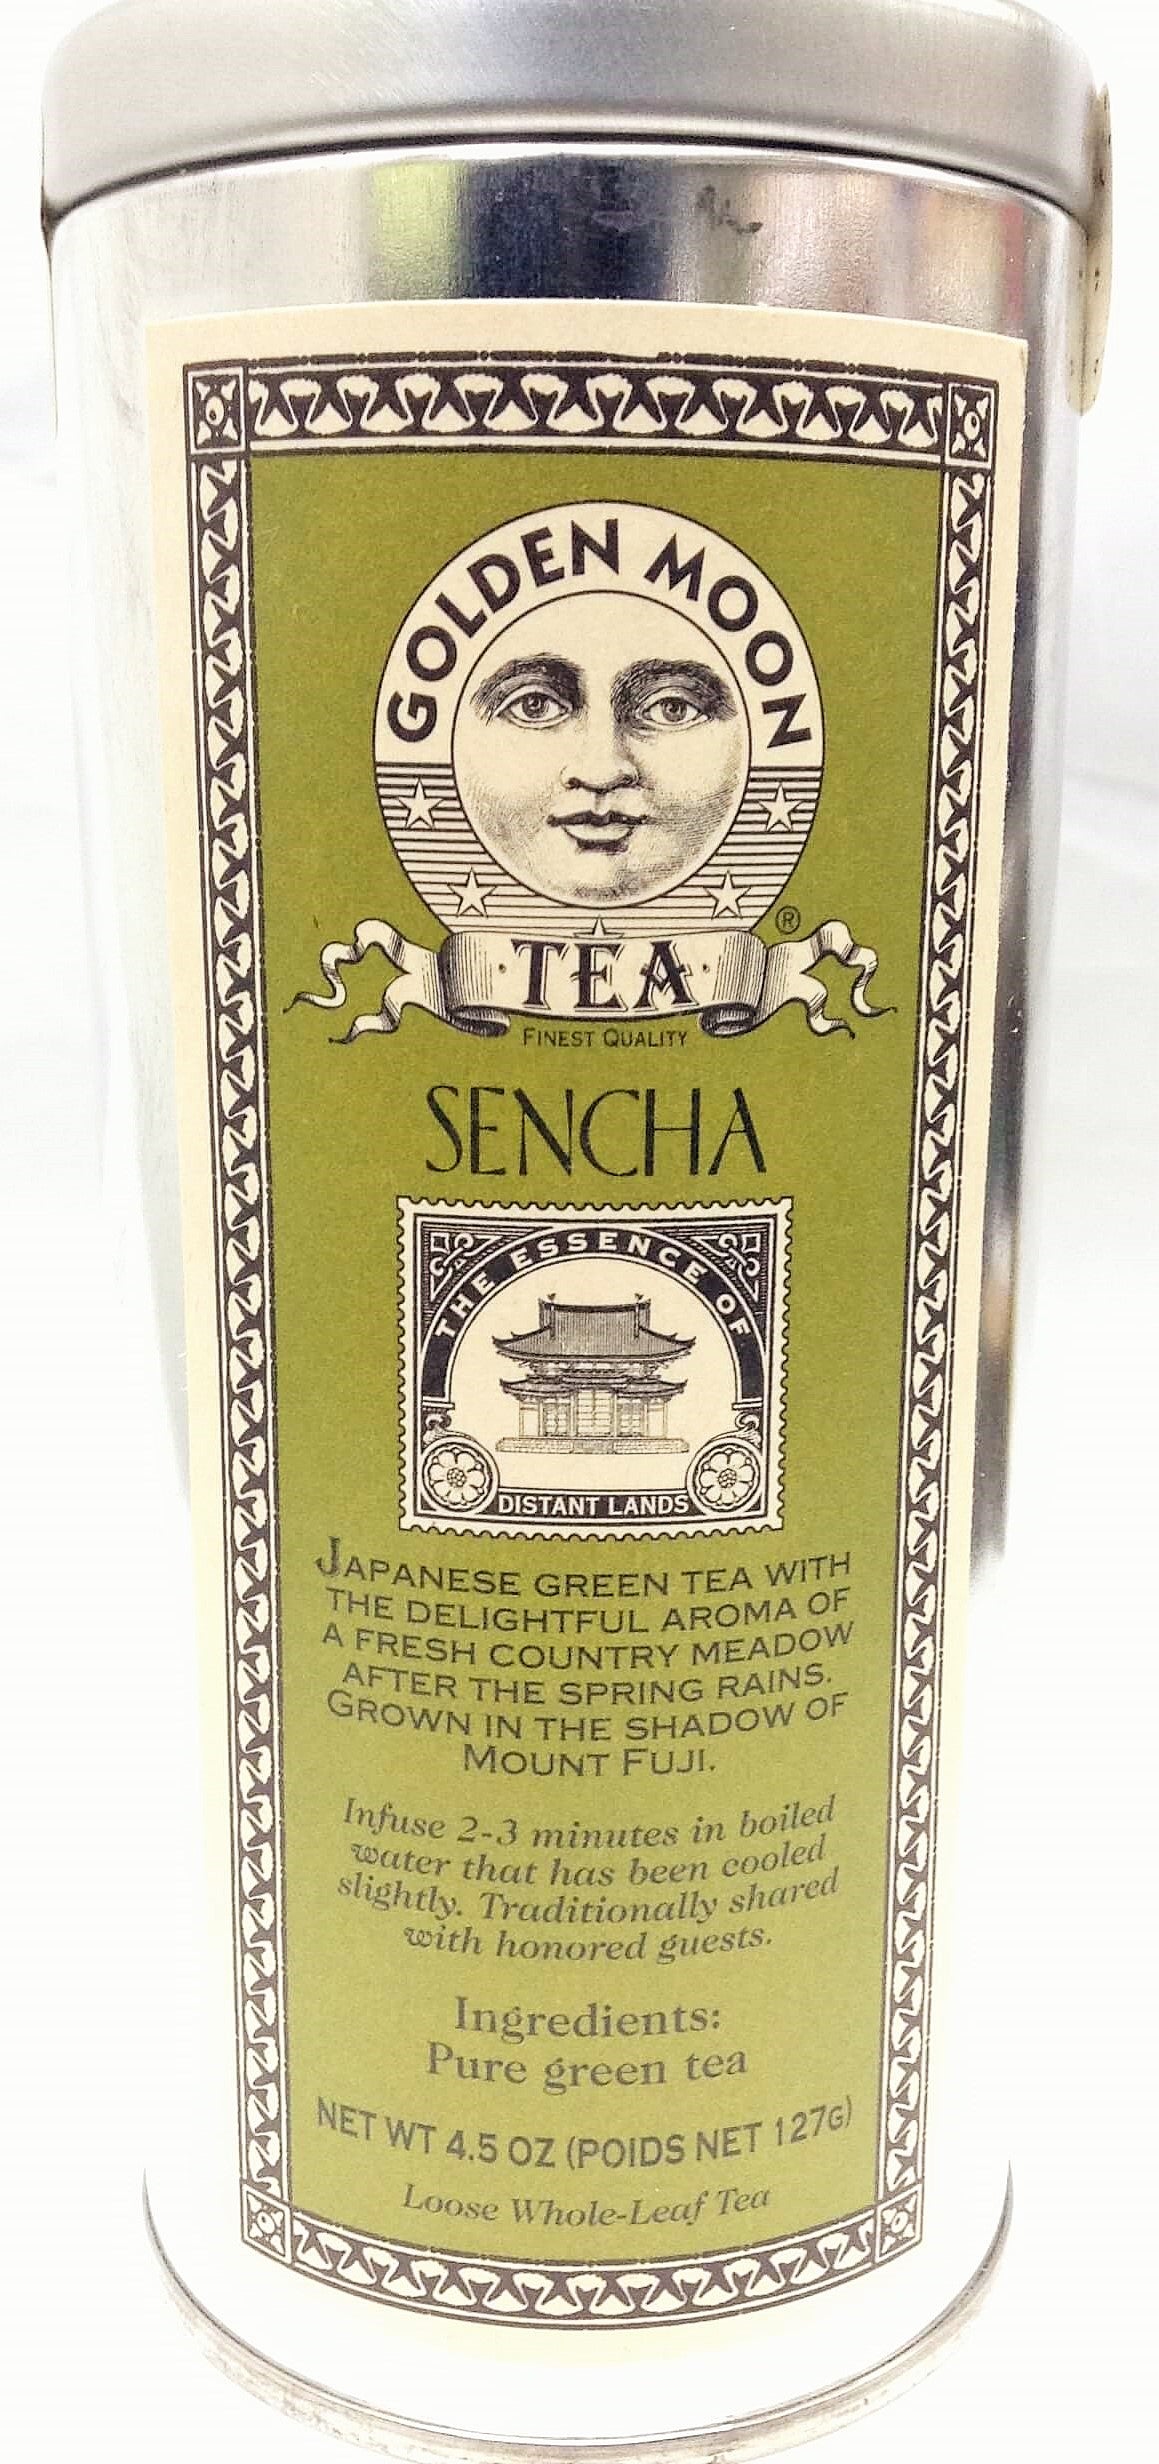 GOLDEN MOON
®
·TEA·
FINEST QUALITY
SENCHA
THE ESSENCE OF
DISTANT LANDS
JAPANESE GREEN TEA WITH
THE DELIGHTFUL AROMA OF
A FRESH COUNTRY MEADOW
AFTER THE SPRING RAINS.
GROWN IN THE SHADOW OF
MOUNT FUJI.
Infuse 2-3 minutes in boiled
water that has been cooled
slightly. Traditionally shared
with honored guests.
Ingredients:
Pure green tea
NET WT 4.5 OZ (POIDS NET 127G)
Loose Whole-Leaf Tea